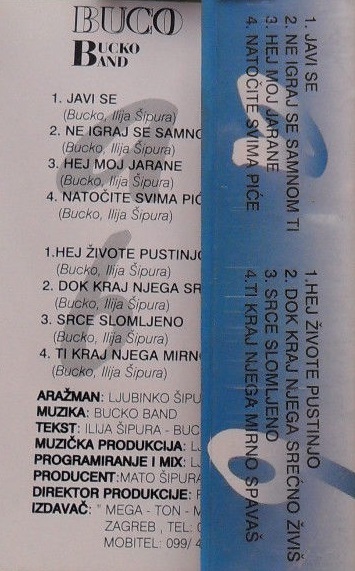 BUCO
BUCKO
BAND
1. JAVI SE
(Bucko, Ilija Šipura)
2. NE IGRAJ SE SAMNO
(Bucko, Ilija Šipura)
3. HEJ MOJ JARANE
(Bucko, Ilija Šipura)
4. NATOČITE SVIMA PIĆ
(Bucko, Ilija Šipura)
1.HEJ ŽIVOTE PUSTINJO
(Bucko, Ilija Šipura)
2. DOK KRAJ NJEGA SR
(Bucko, Ilija Šipura)
3. SRCE SLOMLJENO
(Bucko, Ilija Šipura)
4. TI KRAJ NJEGA MIRN
(Bucko, Ilija Šipura)
ARAŽMAN: LJUBINKO ŠIPU
MUZIKA: BUCKO BAND
TEKST: ILIJA ŠIPURA - BUC
MUZIČKA PRODUKCIJA: LJ
PROGRAMIRANJE I MIX: LJ
PRODUCENT:MATO ŠIPURA
DIREKTOR PRODUKCIJE:
IZDAVAČ: " MEGA - TON - M
ZAGREB , TEL: 0
MOBITEL: 099/ 4
1. JAVI SE
2. NE IGRAJ SE SAMNOM TI
3. HEJ MOJ JARANE
4. NATOČITE SVIMA PIĆE
1.HEJ ŽIVOTE PUSTINJO
2. DOK KRAJ NJEGA SREĆNO ŽIVIŠ
3. SRCE SLOMLJENO
4.TI KRAJ NJEGA MIRNO SPAVAŠ